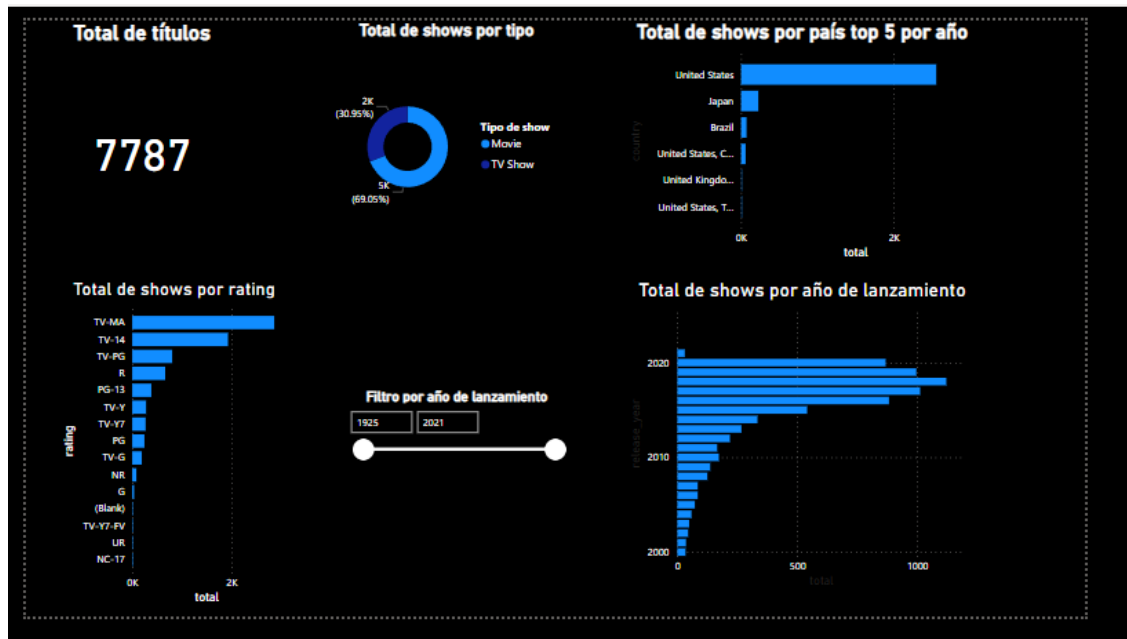 Total de títulos
7787
Total de shows por tipo
2K
(30.95%)
5K
(69.05%)
Tipo de show
Movie
TV Show
Total de shows por país top 5 por año
country
United States
Japan
Brazil
United States, C...
United Kingdo...
United States, T...
0K
2K
total
Total de shows por rating
rating
TV-MA
TV-14
TV-PG
R
PG-13
TV-Y
TV-Y7
PG
TV-G
NR
G
(Blank)
TV-Y7-FV
UR
NC-17
0K
2K
total
Filtro por año de lanzamiento
1925
2021
Total de shows por año de lanzamiento
release_year
2020
2010
2000
0
500
1000
total